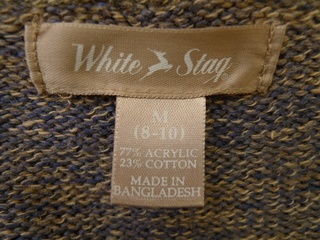 White Stag
M
(8-10)
77% ACRYLIC
23% COTTON
MADE IN
BANGLADESH